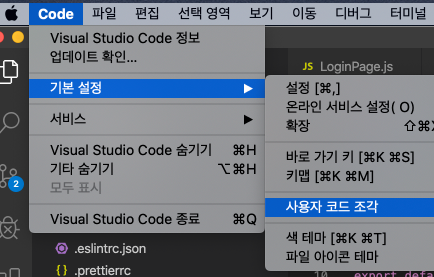 Code 파일 편집 선택 영역 보기 이동 디버그 터미널
Visual Studio Code 정보
업데이트 확인...
기본 설정
서비스
Visual Studio Code 숨기기 ⌘H
기타 숨기기 ⌥⌘H
모두 표시
Visual Studio Code 종료 ⌘Q
JS LoginPage.js
설정 [⌘,]
온라인 서비스 설정( O)
확장 ⇧⌘
바로 가기 키 [⌘K ⌘S]
키맵 [⌘K ⌘M]
사용자 코드 조각
색 테마 [⌘K ⌘T]
파일 아이콘 테마
2
.eslintrc.json
.prettierrc
10 export defa